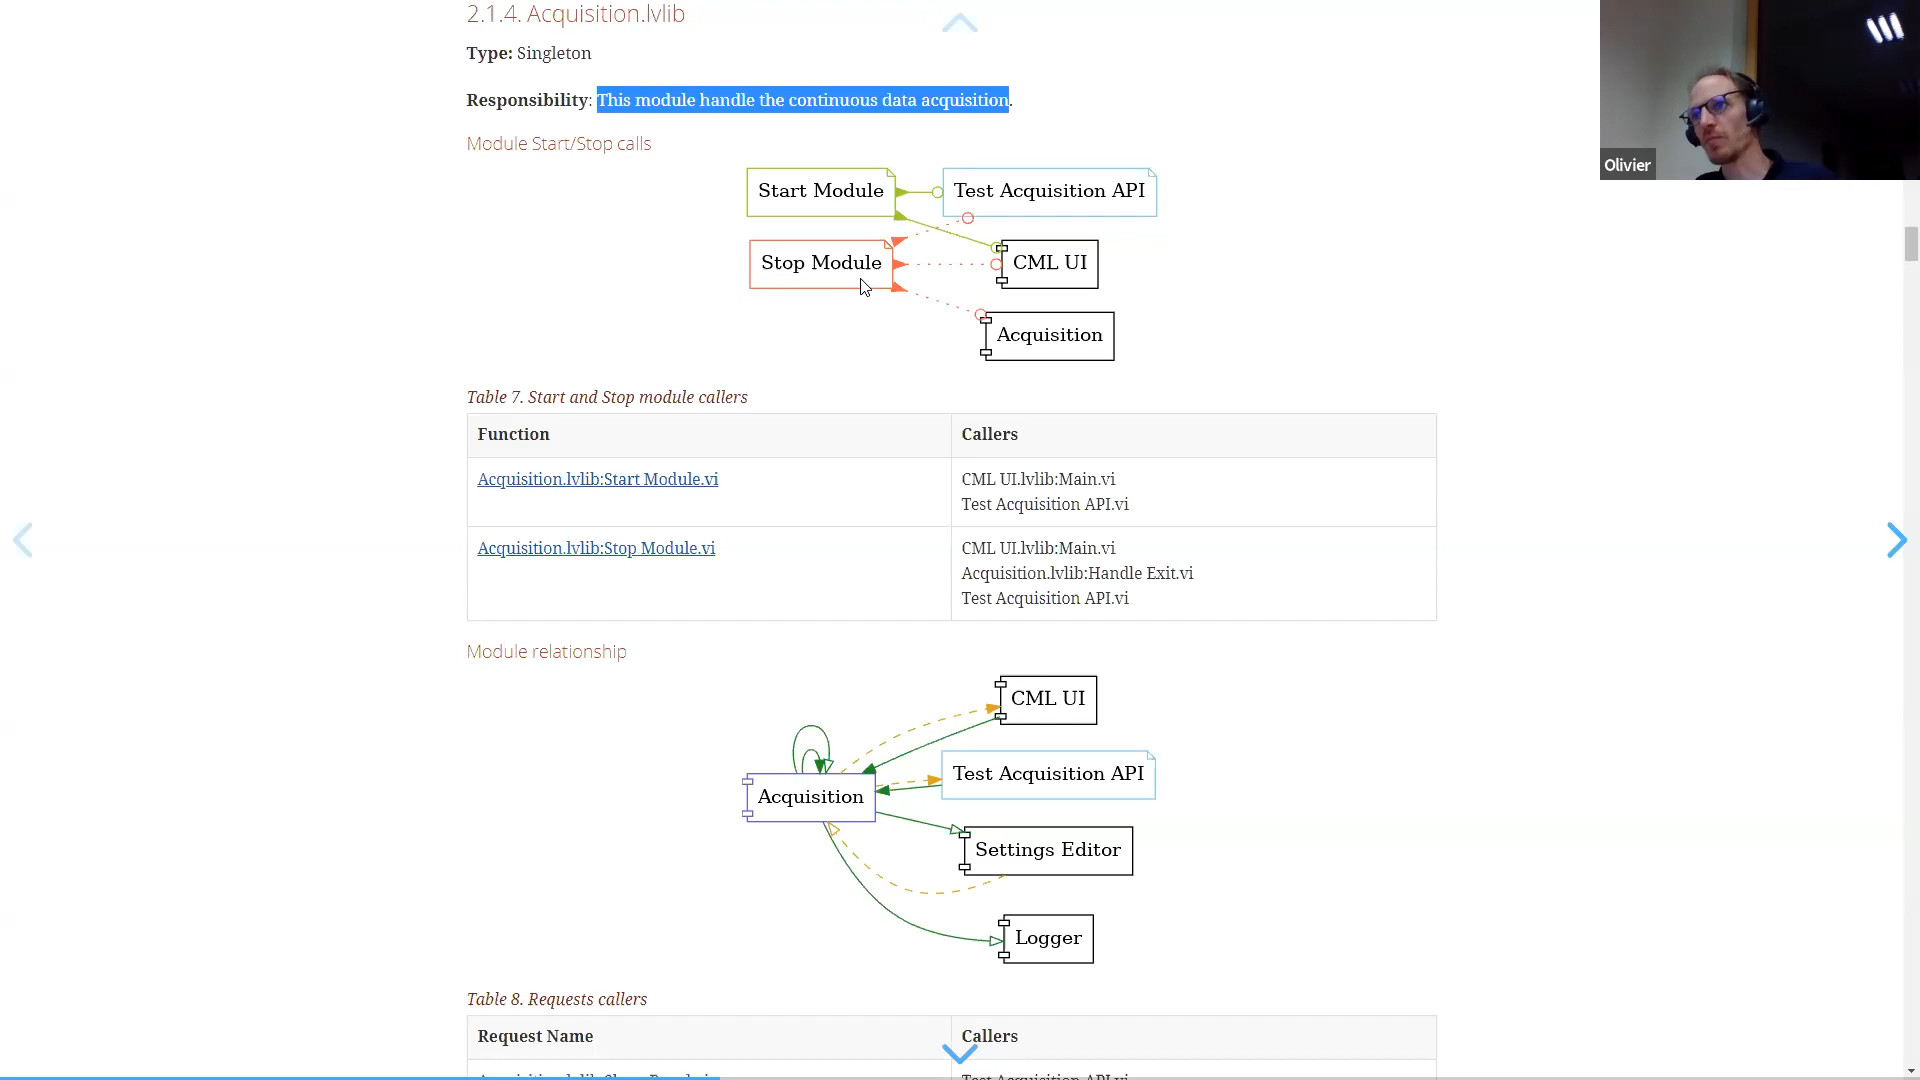 2.1.4. Acquisition.lvlib
Type: Singleton
Responsibility: This module handle the continuous data acquisition.
Olivier
Module Start/Stop calls
Start Module
Test Acquisition API
Stop Module
CML UI
Acquisition
Table 7. Start and Stop module callers
Function Callers
Acquisition.lvlib:Start Module.vi CML UI.lvlib:Main.vi
Test Acquisition API.vi
Acquisition.lvlib:Stop Module.vi CML UI.lvlib:Main.vi
Acquisition.lvlib:Handle Exit.vi
Test Acquisition API.vi
Module relationship
CML UI
Test Acquisition API
Acquisition
Settings Editor
Logger
Table 8. Requests callers
Request Name Callers
Test Acquisition API.vi